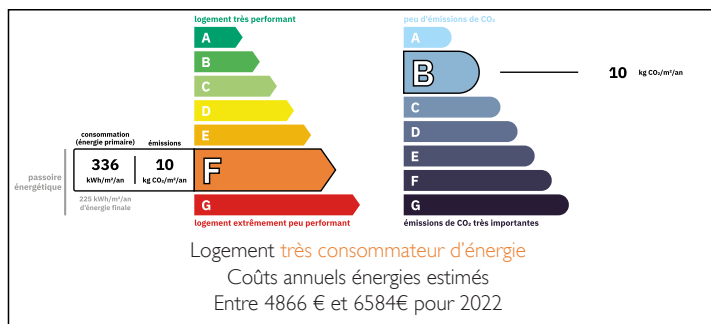 logement très performant
A
B
C
D
E
consommation
(énergie primaire)
émissions
336
kWh/m²/an
10
kg CO₂/m²/an
F
passoire
énergétique
225 kWh/m²/an
d'énergie finale
G
logement extrêmement peu performant
peu d'émissions de CO₂
A
B
10 kg CO₂/m²/an
C
D
E
F
G
émissions de CO₂ très importantes
Logement très consommateur d'énergie
Coûts annuels énergies estimés
Entre 4866 € et 6584€ pour 2022